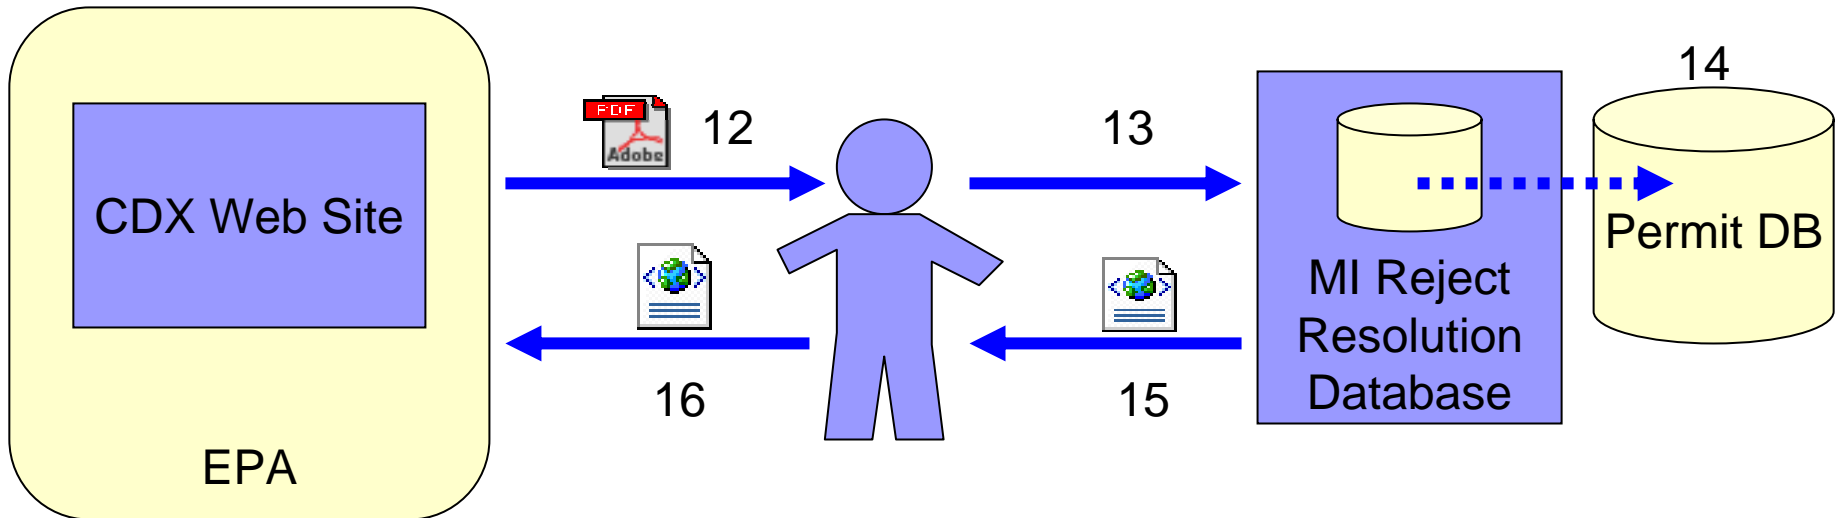 CDX Web Site
EPA
PDF
Adobe
12
16
13
15
MI Reject
Resolution
Database
14
Permit DB